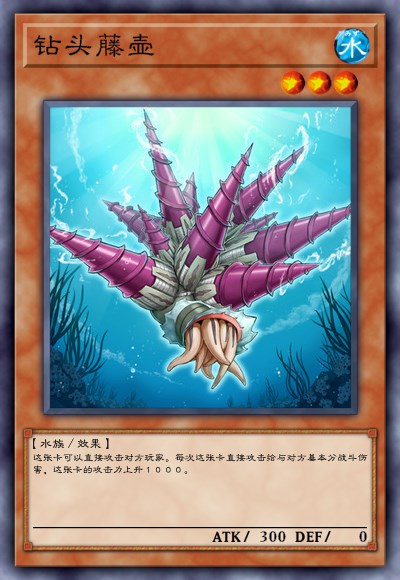 钻头藤壶
水
【水族／效果】
这张卡可以直接攻击对方玩家。每次这张卡直接攻击给与对方基本分战斗伤
害，这张卡的攻击力上升１０００。
ATK/ 300 DEF/ 0